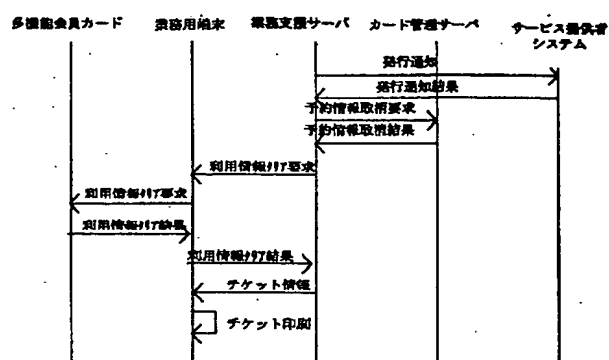 多機能会員カード
業務用端末
業務支援サーバ
カード管理サーバ
サービス提供者
システム
発行通知
発行通知結果
予約情報取消要求
予約情報取消結果
利用情報クリア要求
利用情報クリア要求
利用情報クリア結果
利用情報クリア結果
チケット情報
チケット印刷